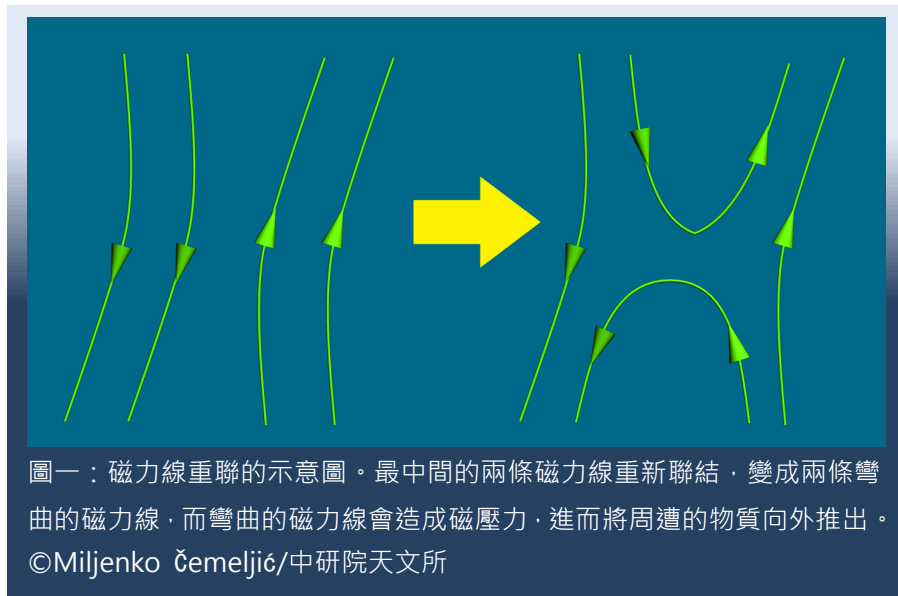 圖一：磁力線重聯的示意圖。最中間的兩條磁力線重新聯結，變成兩條彎
曲的磁力線，而彎曲的磁力線會造成磁壓力，進而將周遭的物質向外推出。
©Miljenko Čemeljić/中研院天文所